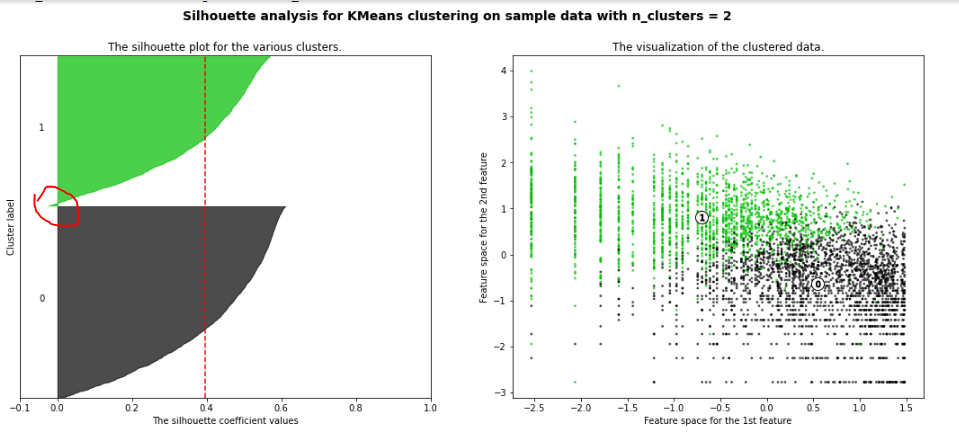 Silhouette analysis for KMeans clustering on sample data with n_clusters = 2
The silhouette plot for the various clusters.
The visualization of the clustered data.
Cluster label
1
0
−0.1 0.0 0.2 0.4 0.6 0.8 1.0
The silhouette coefficient values
Feature space for the 2nd feature
4
3
2
1
0
−1
−2
−3
1
0
−2.5 −2.0 −1.5 −1.0 −0.5 0.0 0.5 1.0 1.5
Feature space for the 1st feature